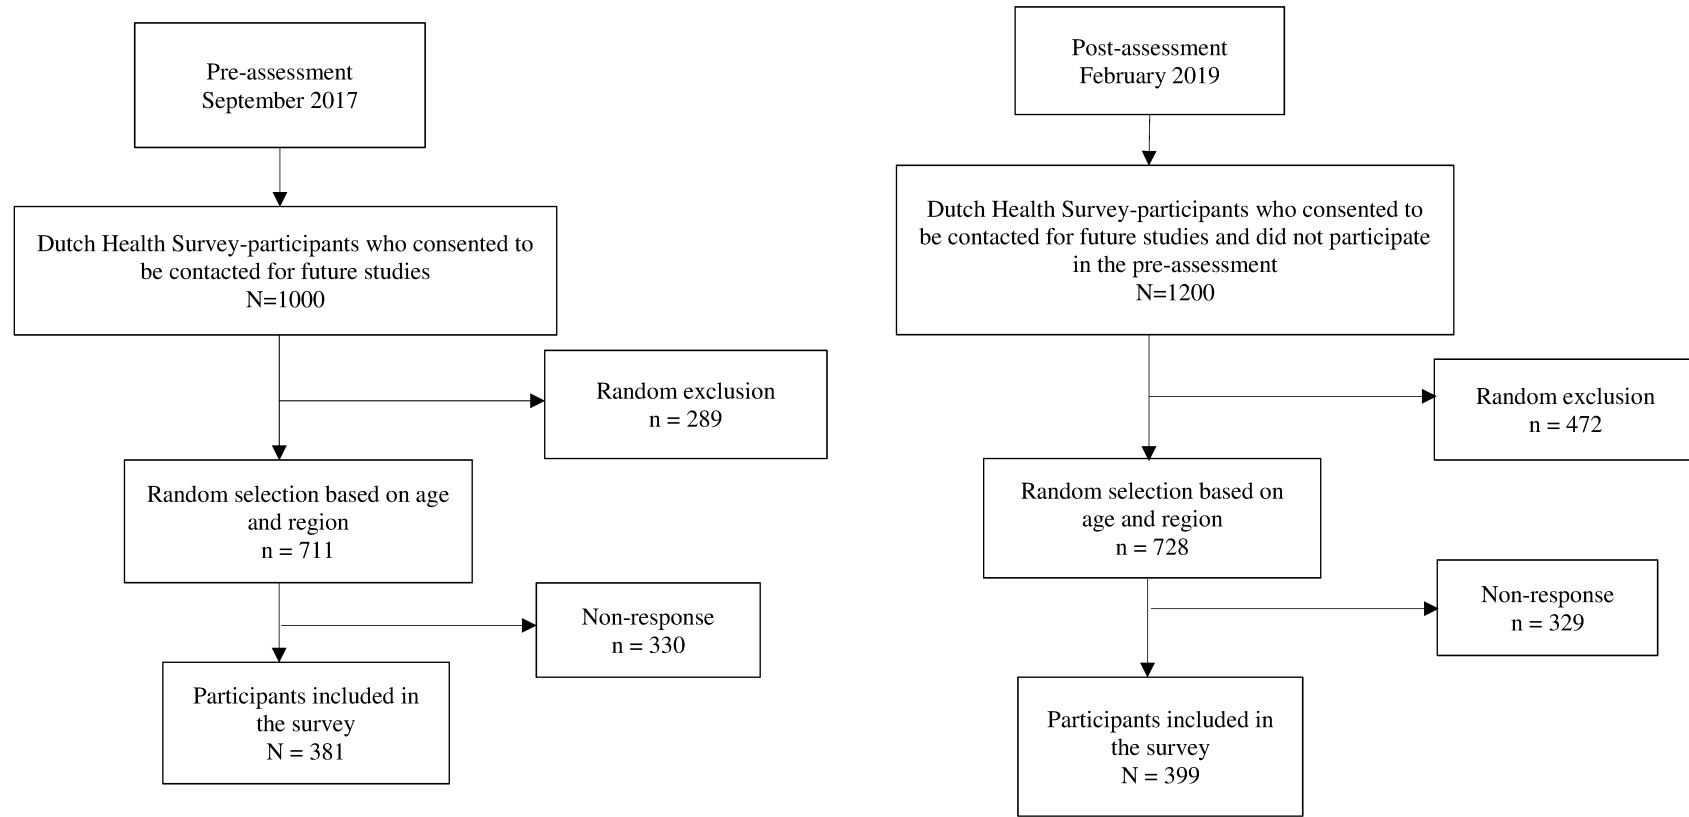 Pre-assessment
September 2017
Dutch Health Survey-participants who consented to
be contacted for future studies
N=1000
Random exclusion
n = 289
Random selection based on age
and region
n = 711
Non-response
n = 330
Participants included in
the survey
N = 381
Post-assessment
February 2019
Dutch Health Survey-participants who consented to
be contacted for future studies and did not participate
in the pre-assessment
N=1200
Random exclusion
n = 472
Random selection based on
age and region
n = 728
Non-response
n = 329
Participants included in
the survey
N = 399